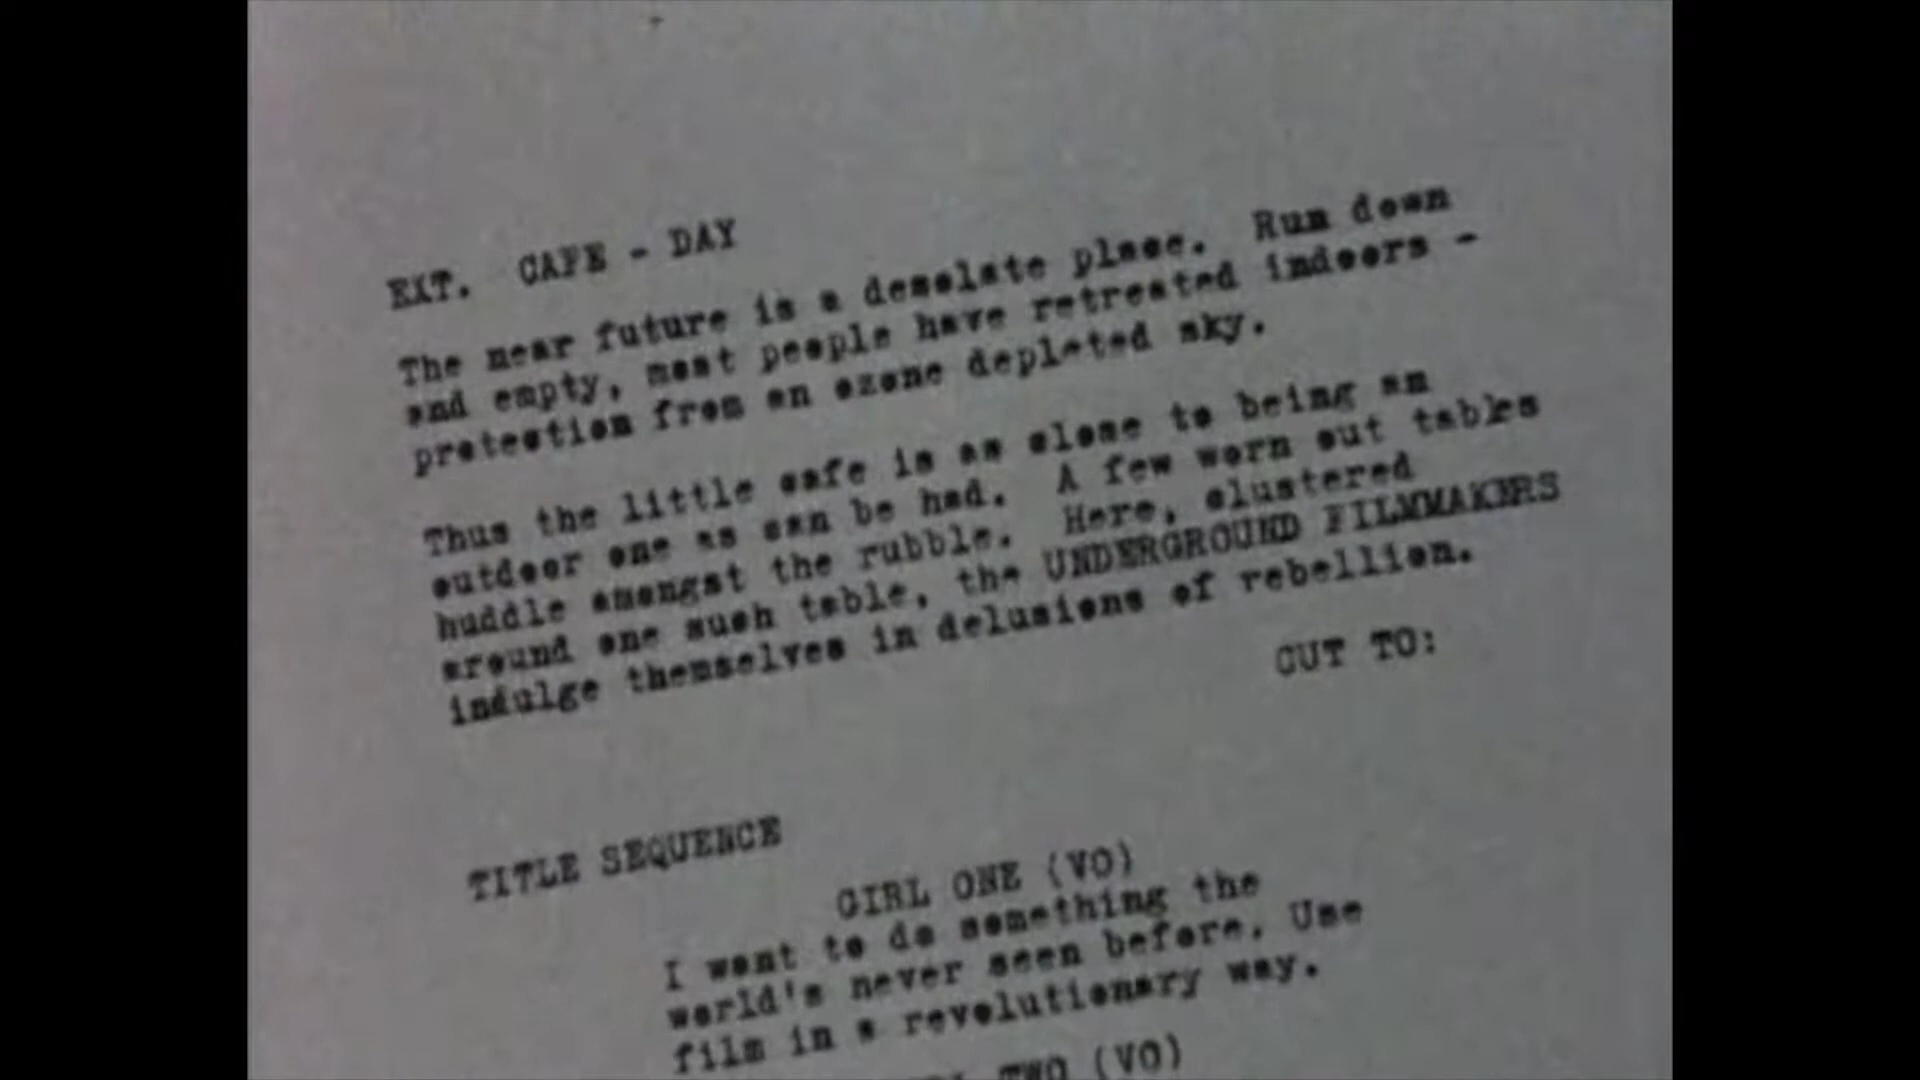 EXT. CAFE - DAY
The near future is a desolate place. Run down
and empty, most people have retreated indoors -
protection from an ozone depleted sky.
Thus the little cafe is as close to being an
outdoor one as can be had. A few worn out tables
huddle amongst the rubble. Here, clustered
around one such table, the UNDERGROUND FILMMAKERS
indulge themselves in delusions of rebellion.
CUT TO:
TITLE SEQUENCE
GIRL ONE (VO)
I want to do something the
world's never seen before. Use
film in a revolutionary way.
TWO (VO)